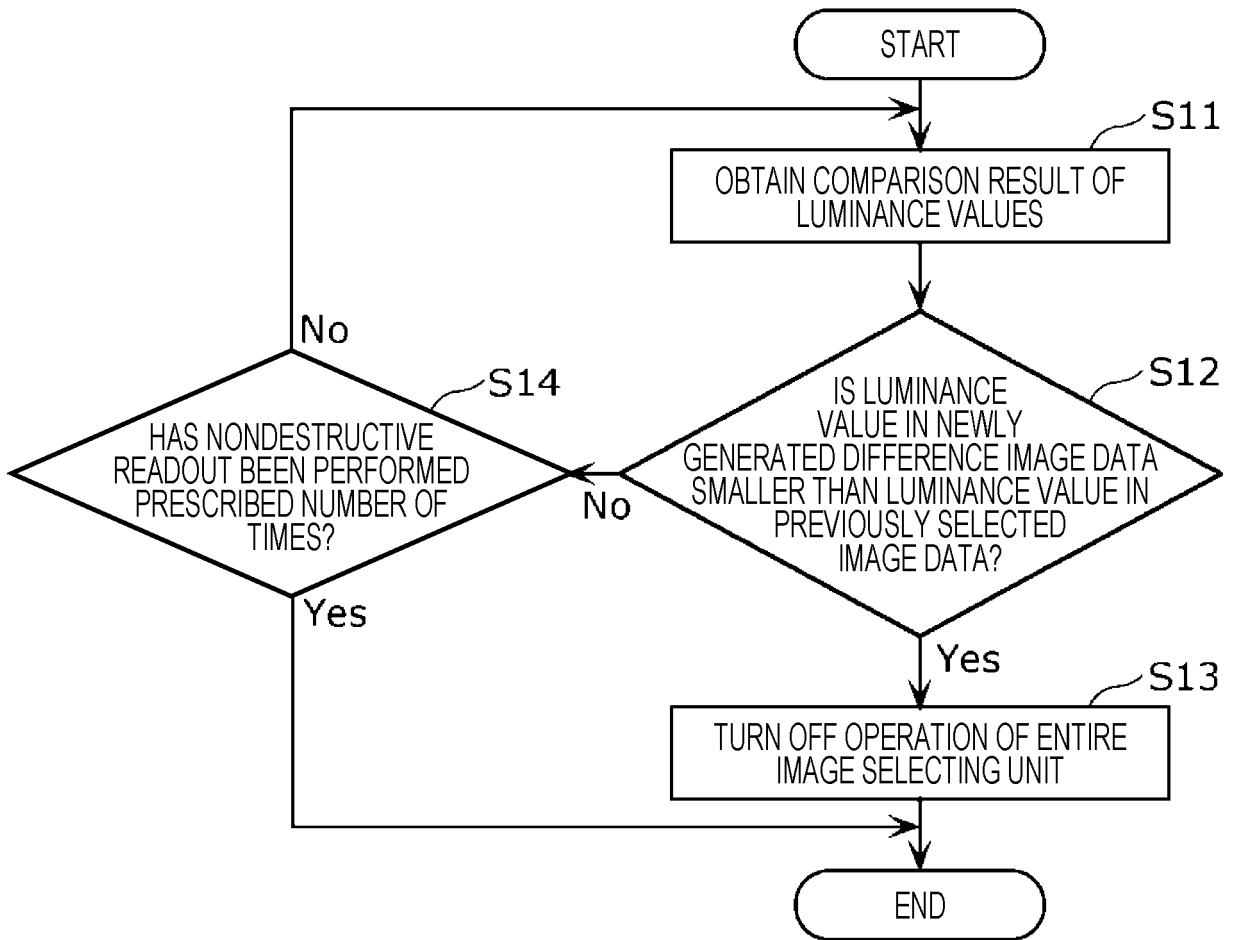 START
S11
OBTAIN COMPARISON RESULT OF
LUMINANCE VALUES
No
S14
HAS NONDESTRUCTIVE
READOUT BEEN PERFORMED
PRESCRIBED NUMBER OF
TIMES?
Yes
S12
IS LUMINANCE
VALUE IN NEWLY
GENERATED DIFFERENCE IMAGE DATA
SMALLER THAN LUMINANCE VALUE IN
PREVIOUSLY SELECTED
IMAGE DATA?
No
Yes
S13
TURN OFF OPERATION OF ENTIRE
IMAGE SELECTING UNIT
END